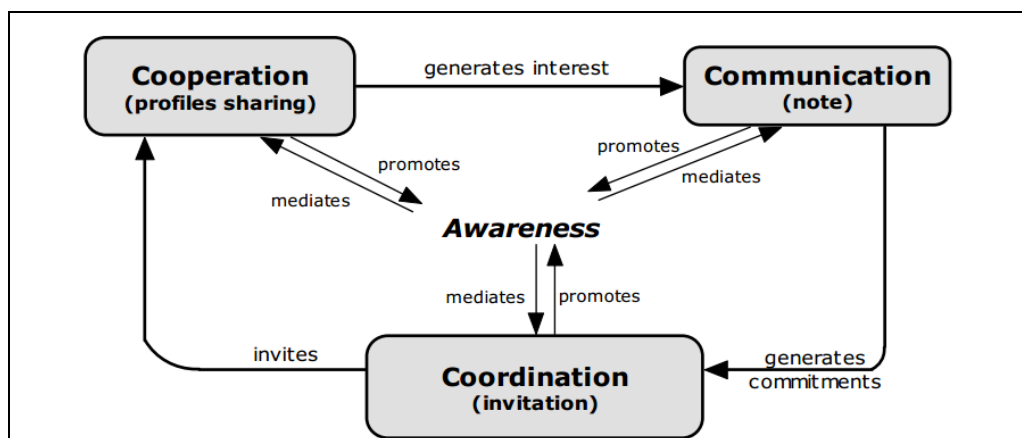 Cooperation
(profiles sharing)
generates interest
Communication
(note)
promotes
mediates
promotes
mediates
Awareness
mediates
promotes
invites
Coordination
(invitation)
generates
commitments